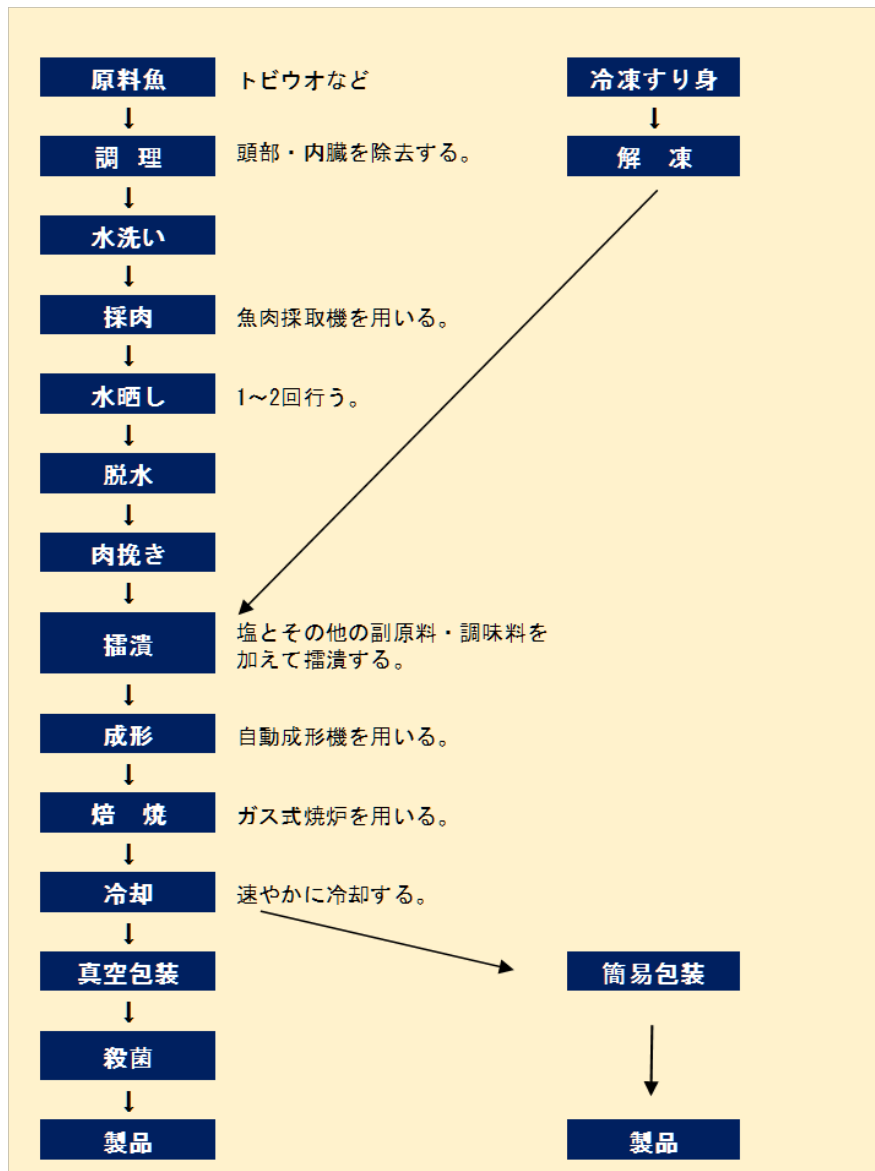 原料魚 トビウオなど 冷凍すり身
↓ ↓
調 理 頭部・内臓を除去する。 解 凍
↓
水洗い
↓
採肉 魚肉採取機を用いる。
↓
水晒し 1～2回行う。
↓
脱水
↓
肉挽き
↓
擂潰 塩とその他の副原料・調味料を
加えて擂潰する。
↓
成形 自動成形機を用いる。
↓
焙 焼 ガス式焼炉を用いる。
↓
冷却 速やかに冷却する。
↓
真空包装 簡易包装
↓
殺菌
↓
製品 製品